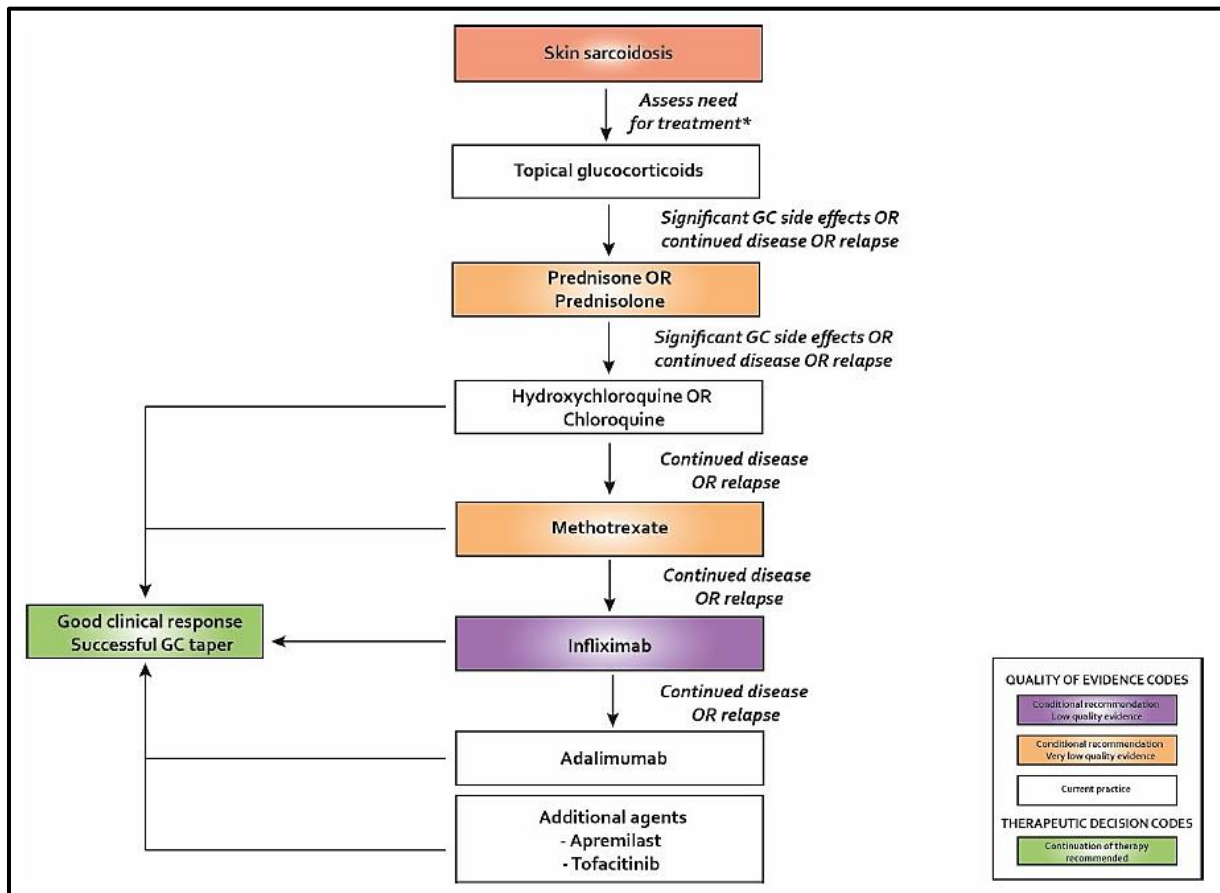 Skin sarcoidosis
Assess need
for treatment*
Topical glucocorticoids
Significant GC side effects OR
continued disease OR relapse
Prednisone OR
Prednisolone
Significant GC side effects OR
continued disease OR relapse
Hydroxychloroquine OR
Chloroquine
Continued disease
OR relapse
Methotrexate
Continued disease
OR relapse
Good clinical response
Successful GC taper
Infliximab
Continued disease
OR relapse
Adalimumab
Additional agents
- Apremilast
- Tofacitinib
QUALITY OF EVIDENCE CODES
Conditional recommendation
Low quality evidence
Conditional recommendation
Very low quality evidence
Current practice
THERAPEUTIC DECISION CODES
Continuation of therapy
recommended